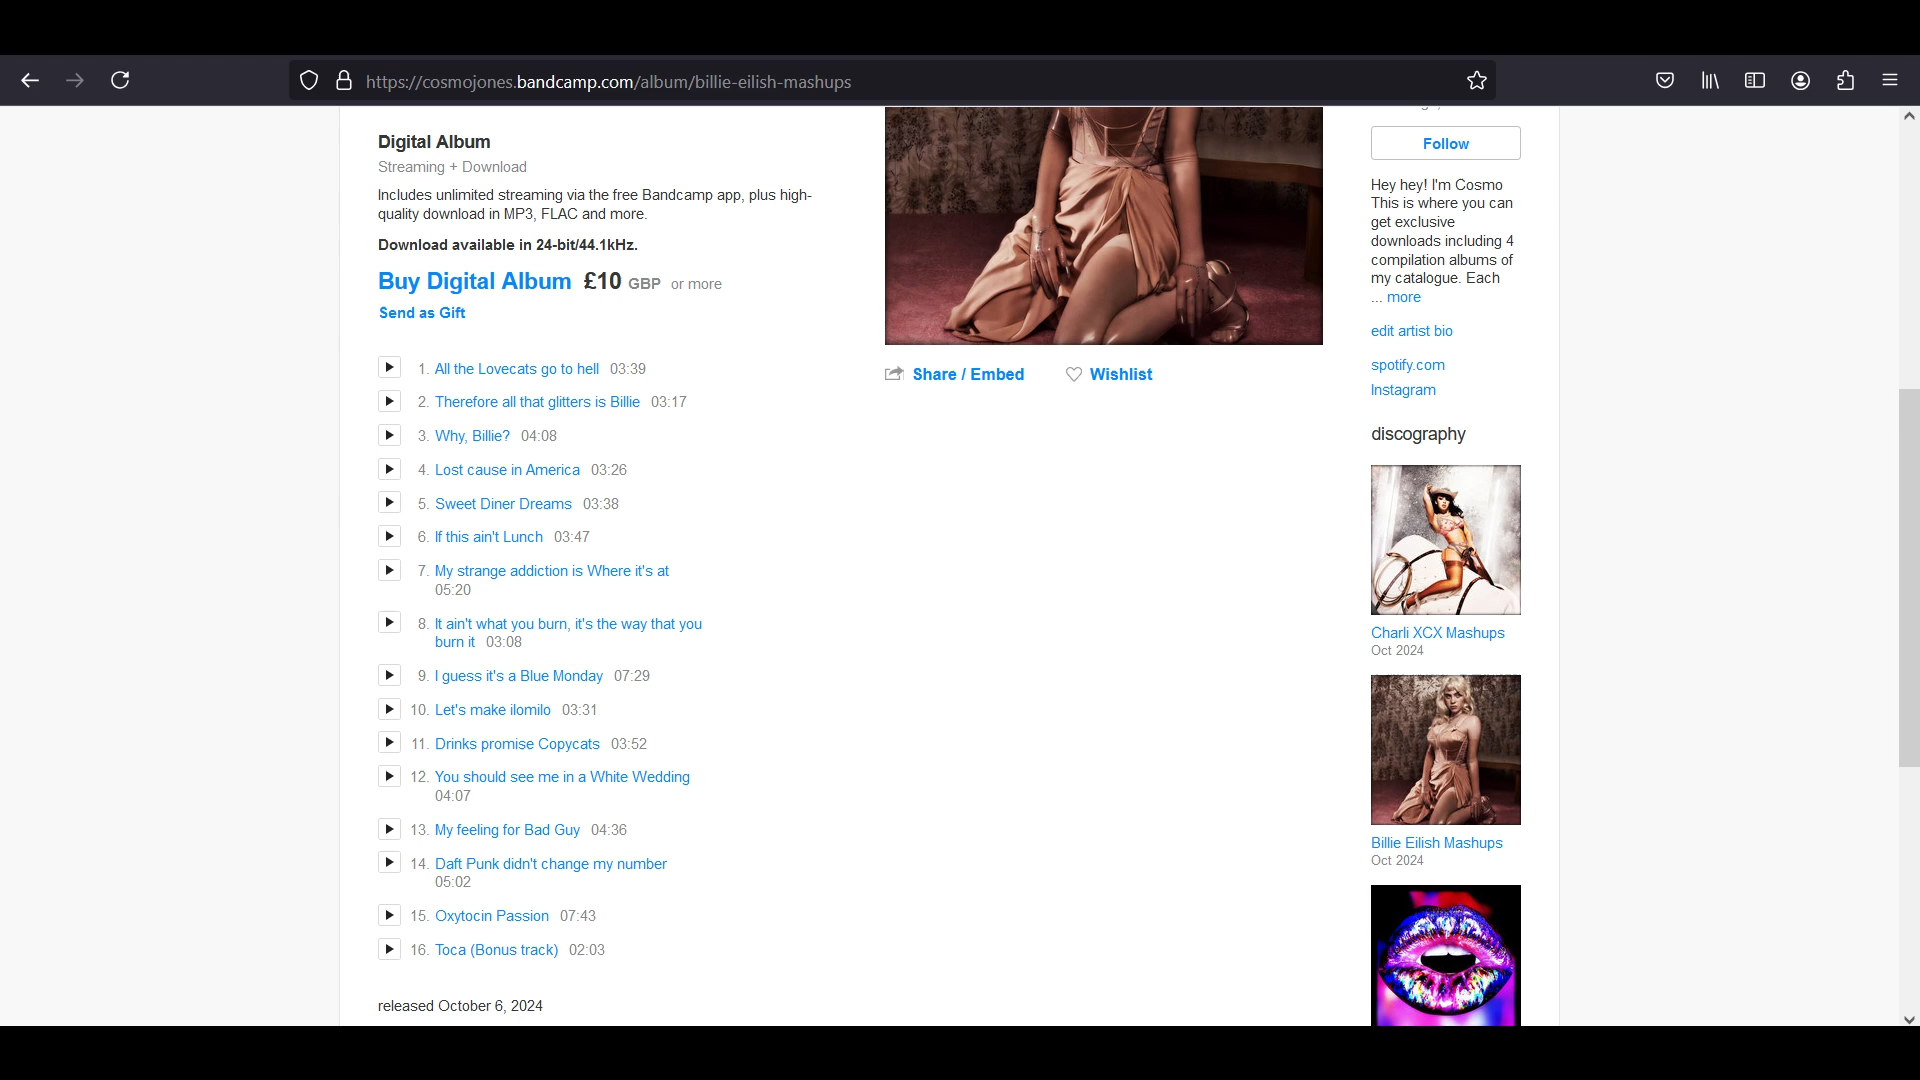 https://cosmojones.bandcamp.com/album/billie-eilish-mashups
Digital Album
Streaming + Download
Includes unlimited streaming via the free Bandcamp app, plus high-
quality download in MP3, FLAC and more.
Download available in 24-bit/44.1kHz.
Buy Digital Album £10 GBP or more
Send as Gift
1. All the Lovecats go to hell 03:39
2. Therefore all that glitters is Billie 03:17
3. Why, Billie? 04:08
4. Lost cause in America 03:26
5. Sweet Diner Dreams 03:38
6. If this ain't Lunch 03:47
7. My strange addiction is Where it's at
05:20
8. It ain't what you burn, it's the way that you
burn it 03:08
9. I guess it's a Blue Monday 07:29
10. Let's make ilomilo 03:31
11. Drinks promise Copycats 03:52
12. You should see me in a White Wedding
04:07
13. My feeling for Bad Guy 04:36
14. Daft Punk didn't change my number
05:02
15. Oxytocin Passion 07:43
16. Toca (Bonus track) 02:03
released October 6, 2024
Share / Embed
Wishlist
Follow
Hey hey! I'm Cosmo
This is where you can
get exclusive
downloads including 4
compilation albums of
my catalogue. Each
... more
edit artist bio
spotify.com
Instagram
discography
Charli XCX Mashups
Oct 2024
Billie Eilish Mashups
Oct 2024